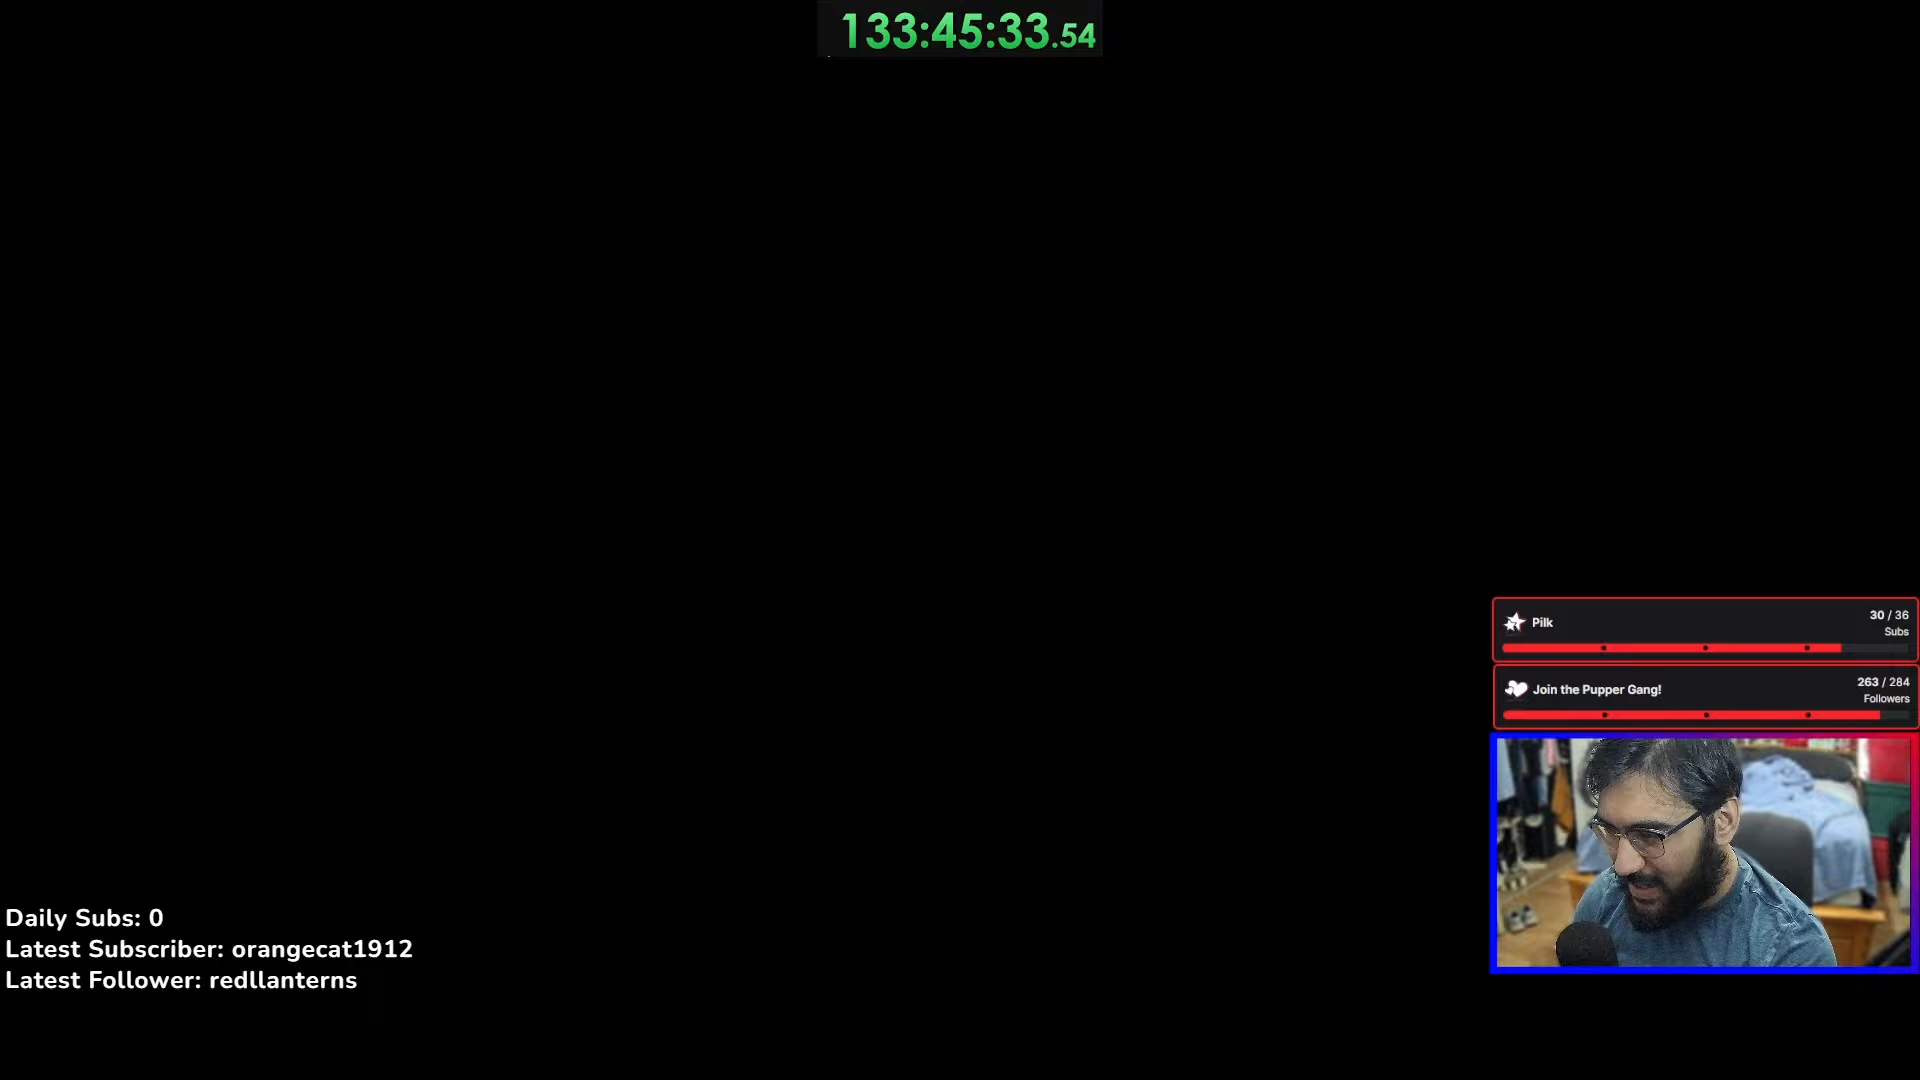 133:45:33.54
Pilk
30 / 36
Subs
Join the Pupper Gang!
263 / 284
Followers
Daily Subs: 0
Latest Subscriber: orangecat1912
Latest Follower: redllanterns